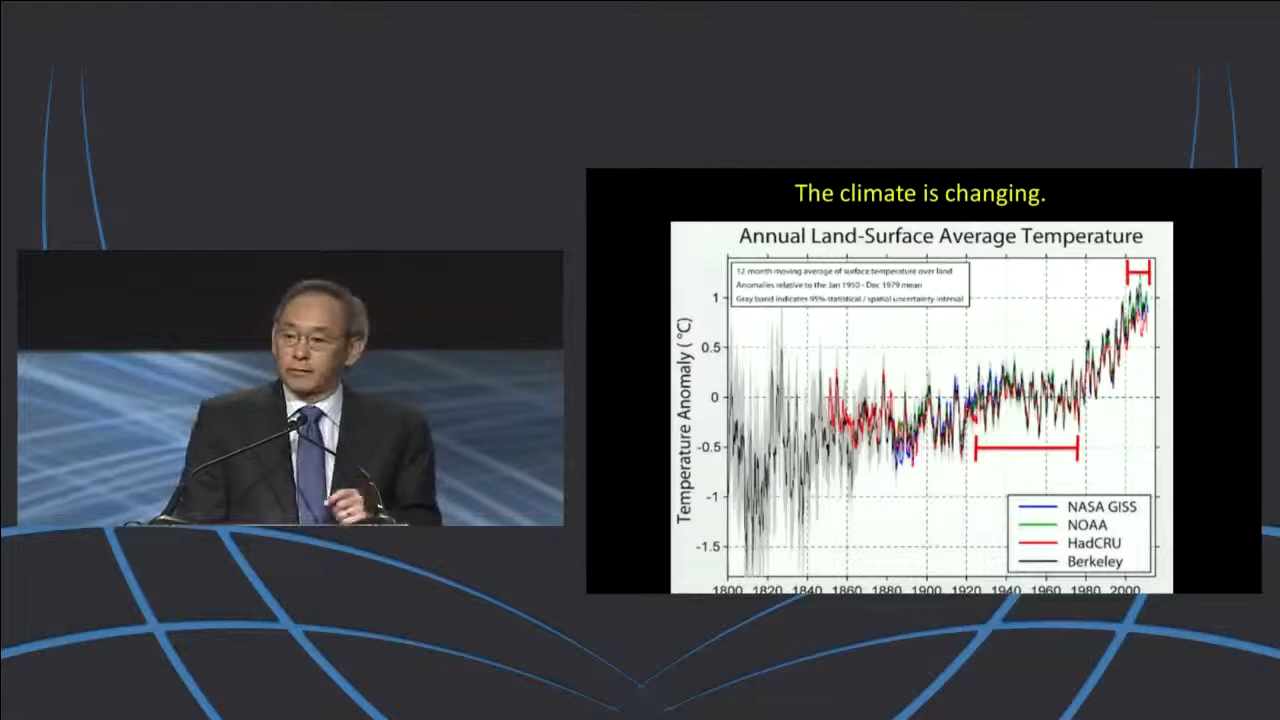 The climate is changing.
Annual Land-Surface Average Temperature
12-month moving average of surface temperature over land
Anomalies relative to the Jan 1950 - Dec 1979 mean
Gray band indicates 95% statistical / spatial uncertainty interval
Temperature Anomaly ( °C)
1
0.5
0
-0.5
-1
-1.5
NASA GISS
NOAA
HadCRU
Berkeley
1800 1820 1840 1860 1880 1900 1920 1940 1960 1980 2000